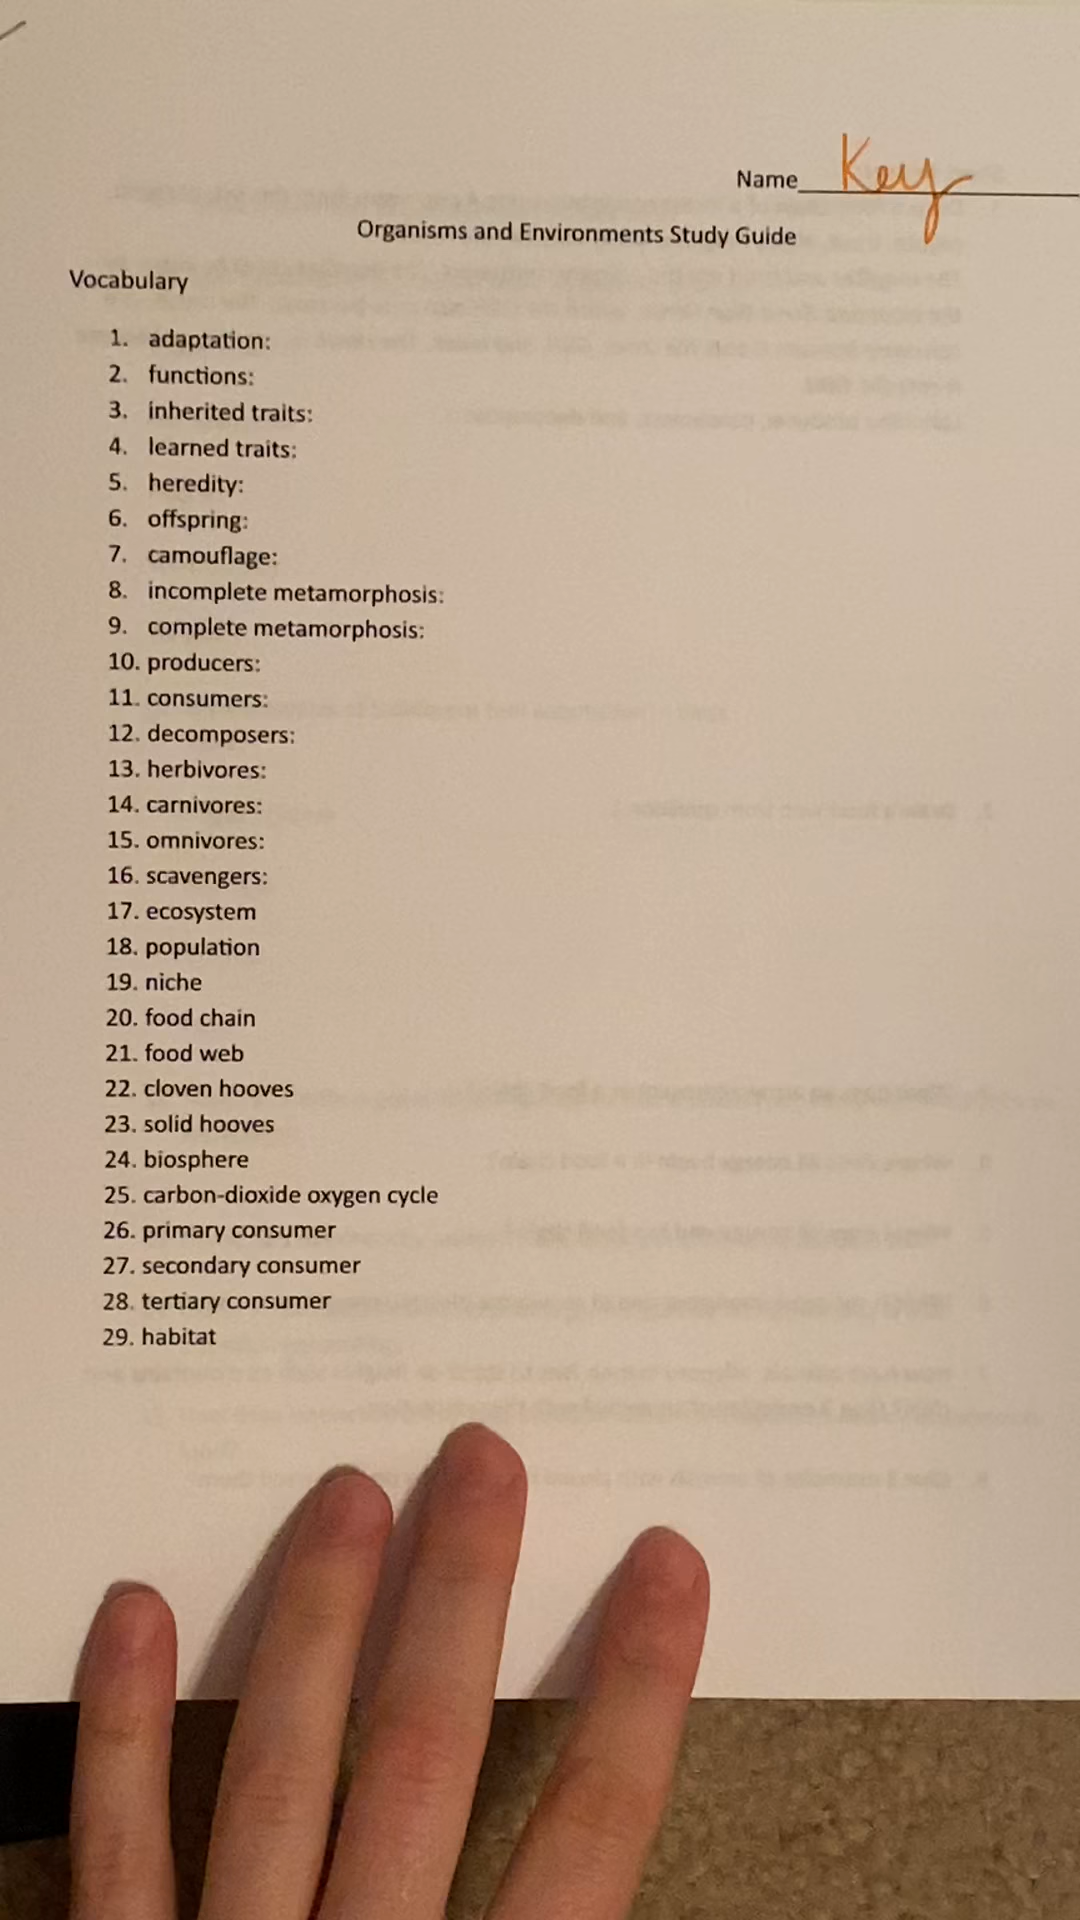 Name Key
Organisms and Environments Study Guide
Vocabulary
1. adaptation:
2. functions:
3. inherited traits:
4. learned traits:
5. heredity:
6. offspring:
7. camouflage:
8. incomplete metamorphosis:
9. complete metamorphosis:
10. producers:
11. consumers:
12. decomposers:
13. herbivores:
14. carnivores:
15. omnivores:
16. scavengers:
17. ecosystem
18. population
19. niche
20. food chain
21. food web
22. cloven hooves
23. solid hooves
24. biosphere
25. carbon-dioxide oxygen cycle
26. primary consumer
27. secondary consumer
28. tertiary consumer
29. habitat